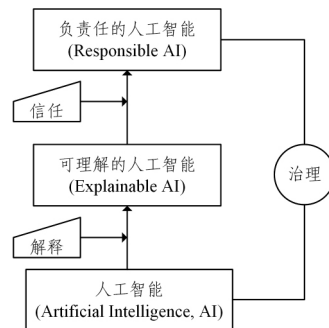 负责任的人工智能
(Responsible AI)
信任
可理解的人工智能
(Explainable AI)
治理
解释
人工智能
(Artificial Intelligence, AI)